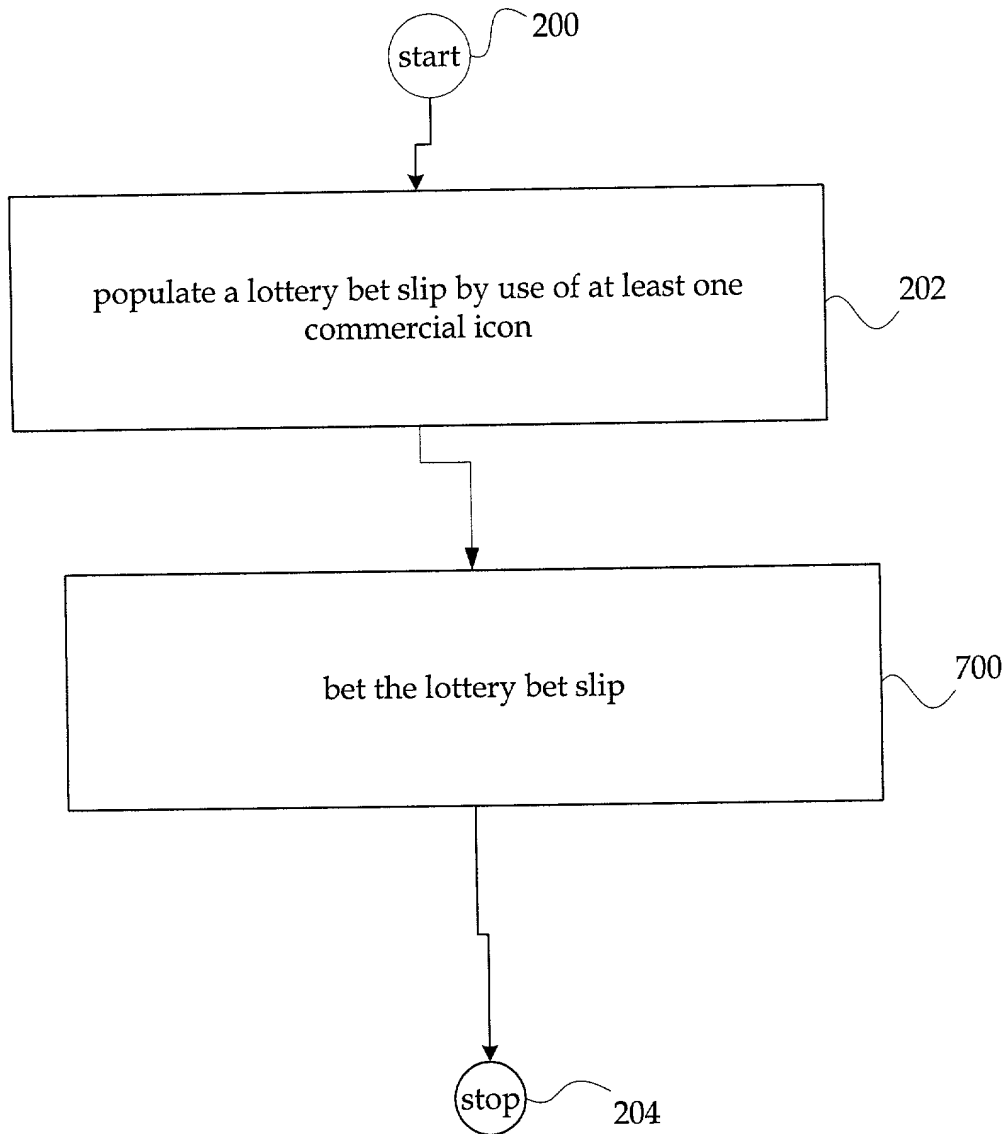 start
200
populate a lottery bet slip by use of at least one
commercial icon
202
bet the lottery bet slip
700
stop
204